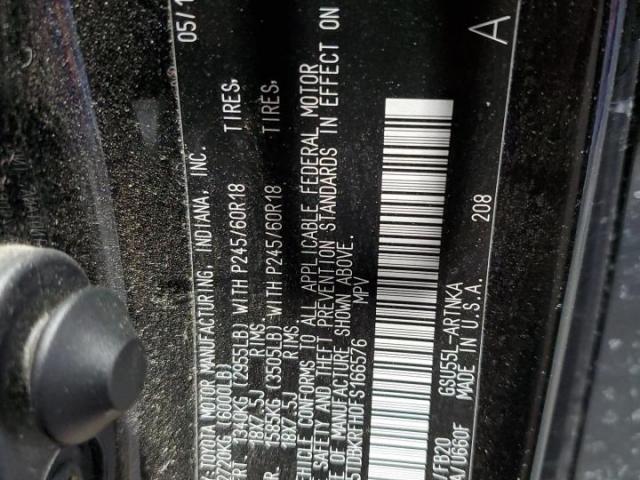 05/1
TOYOTA MOTOR MANUFACTURING, INDIANA, INC.
2720KG (6000LB)
1340KG (2955LB) WITH P245/60R18 TIRES,
18X7.5J RIMS,
1585KG (3505LB) WITH P245/60R18 TIRES,
18X7.5J RIMS
VEHICLE CONFORMS TO ALL APPLICABLE FEDERAL MOTOR
SAFETY AND THEFT PREVENTION STANDARDS IN EFFECT ON
OF MANUFACTURE SHOWN ABOVE.
5TDBKRFH0FS166576 MPV
FB20 GSU55L-ARTNKA
MADE IN U.S.A. 208
A